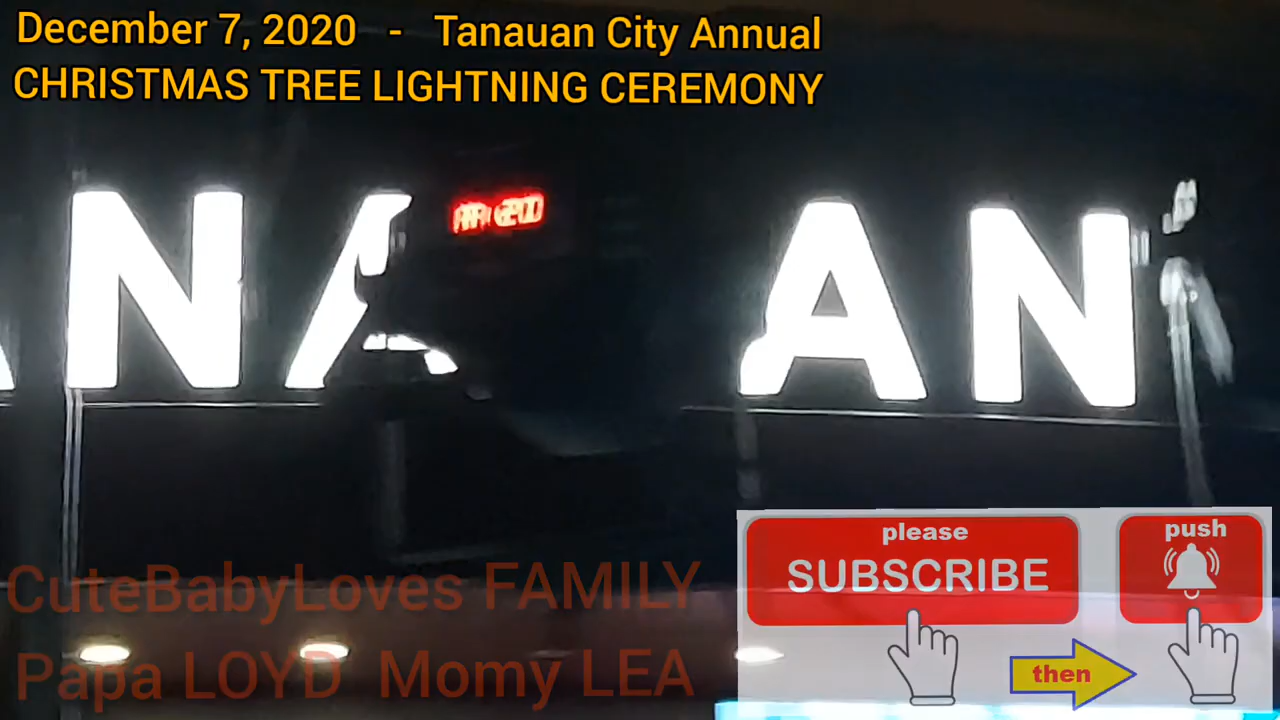 December 7, 2020 - Tanauan City Annual
CHRISTMAS TREE LIGHTNING CEREMONY
NA AN
please
SUBSCRIBE
push
then
CuteBabyLoves FAMILY
Papa LOYD Momy LEA